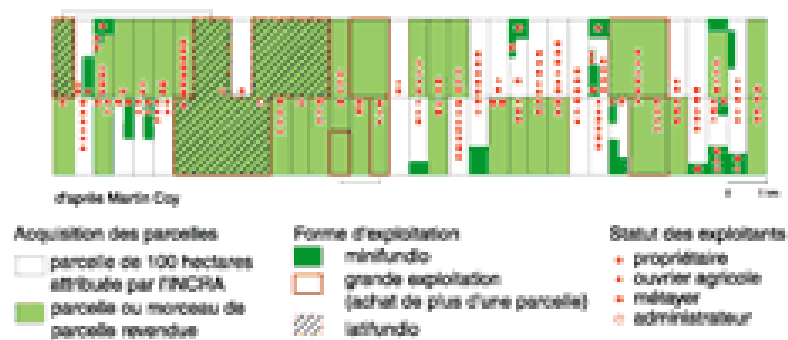 d'après Martin Coy
0 1 km
Acquisition des parcelles
parcelle de 100 hectares
attribuée par l'INCRA
parcelle ou morceau de
parcelle revendue
Forme d'exploitation
minifundio
grande exploitation
(achat de plus d'une parcelle)
latifundio
Statut des exploitants
propriétaire
ouvrier agricole
métayer
administrateur